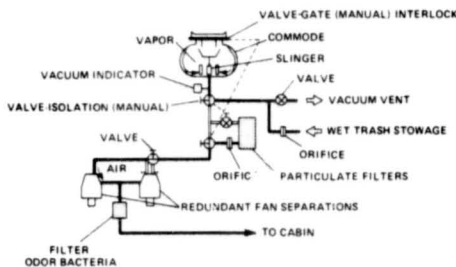 VALVE-GATE (MANUAL) INTERLOCK
VAPOR
COMMODE
SLINGER
VACUUM INDICATOR
VALVE
VALVE-ISOLATION (MANUAL)
VACUUM VENT
WET TRASH STOWAGE
VALVE
ORIFICE
AIR
ORIFIC
PARTICULATE FILTERS
REDUNDANT FAN SEPARATIONS
TO CABIN
FILTER
ODOR BACTERIA